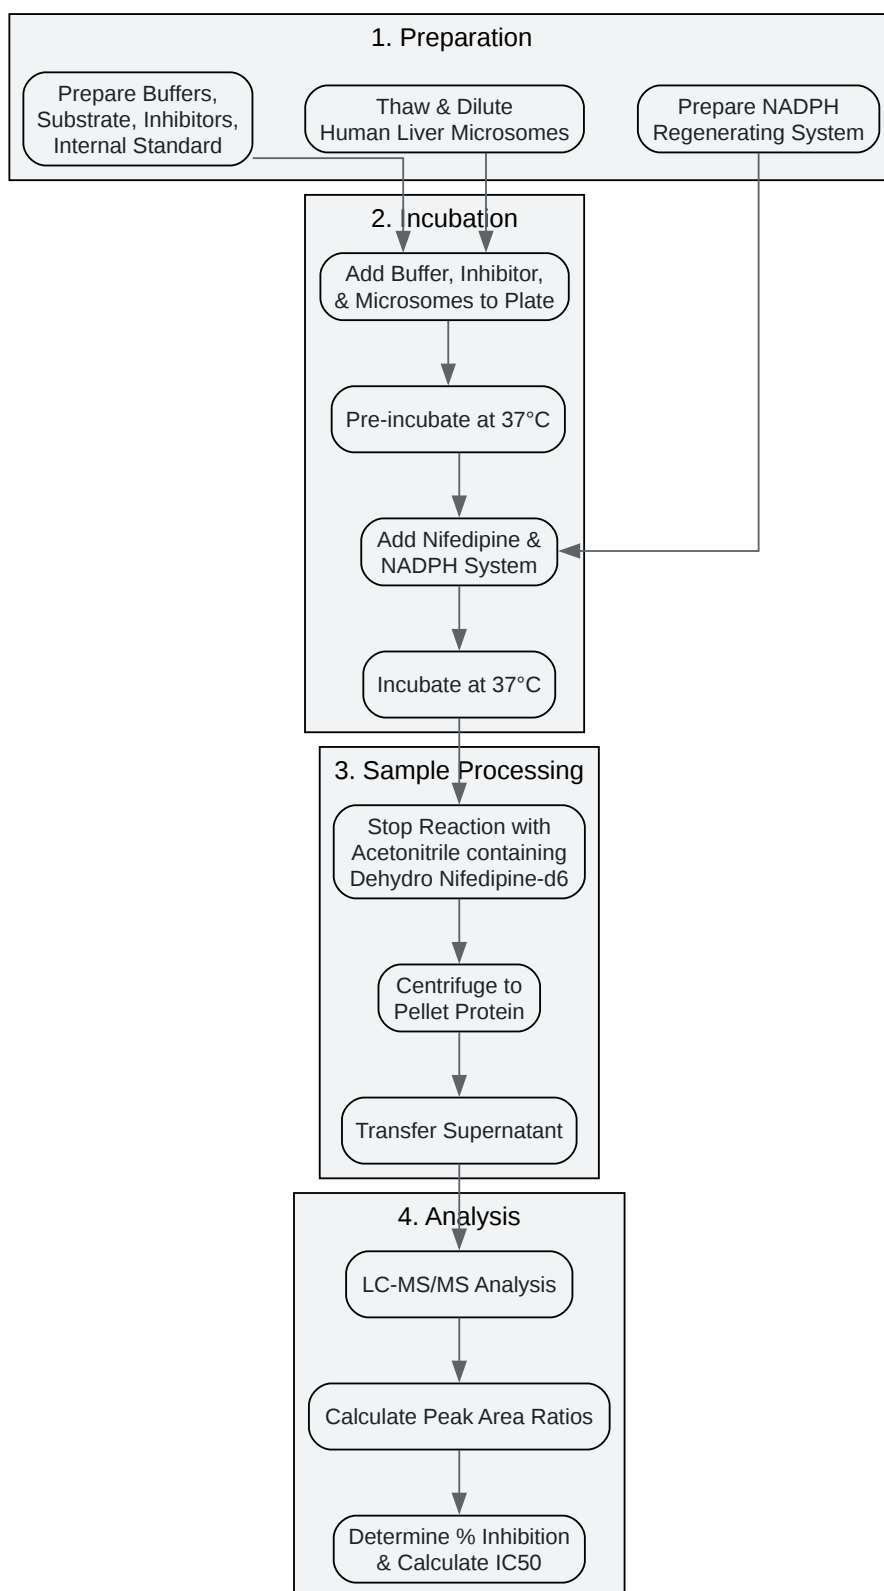 1. Preparation
Prepare Buffers,
Substrate, Inhibitors,
Internal Standard
Thaw & Dilute
Human Liver Microsomes
Prepare NADPH
Regenerating System
2. Incubation
Add Buffer, Inhibitor,
& Microsomes to Plate
Pre-incubate at 37°C
Add Nifedipine &
NADPH System
Incubate at 37°C
3. Sample Processing
Stop Reaction with
Acetonitrile containing
Dehydro Nifedipine-d6
Centrifuge to
Pellet Protein
Transfer Supernatant
4. Analysis
LC-MS/MS Analysis
Calculate Peak Area Ratios
Determine % Inhibition
& Calculate IC50